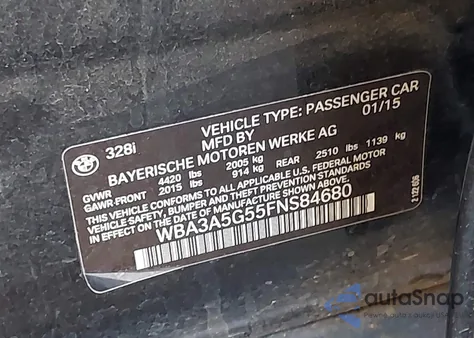 328i
VEHICLE TYPE: PASSENGER CAR
MFD BY 01/15
BAYERISCHE MOTOREN WERKE AG
GVWR 4420 lbs 2005 kg
GAWR-FRONT 2015 lbs 914 kg REAR 2510 lbs 1139 kg
THIS VEHICLE CONFORMS TO ALL APPLICABLE U.S. FEDERAL MOTOR
VEHICLE SAFETY, BUMPER AND THEFT PREVENTION STANDARDS
IN EFFECT ON THE DATE OF MANUFACTURE SHOWN ABOVE.
WBA3A5G55FNS84680
autoSnap